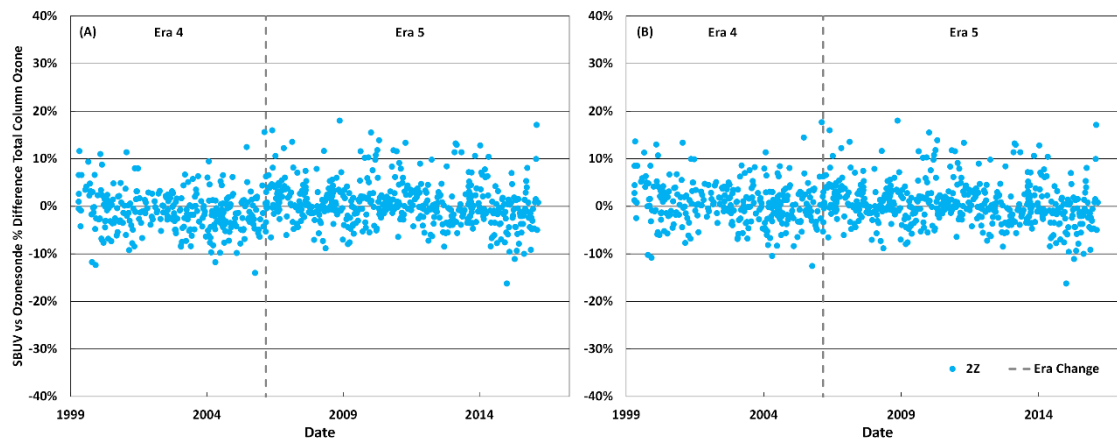 SBUV vs Ozonesonde % Difference Total Column Ozone
40%
30%
20%
10%
0%
-10%
-20%
-30%
-40%
(A)
Era 4
Era 5
1999
2004
2009
2014
Date
40%
30%
20%
10%
0%
-10%
-20%
-30%
-40%
(B)
Era 4
Era 5
2Z
Era Change
1999
2004
2009
2014
Date